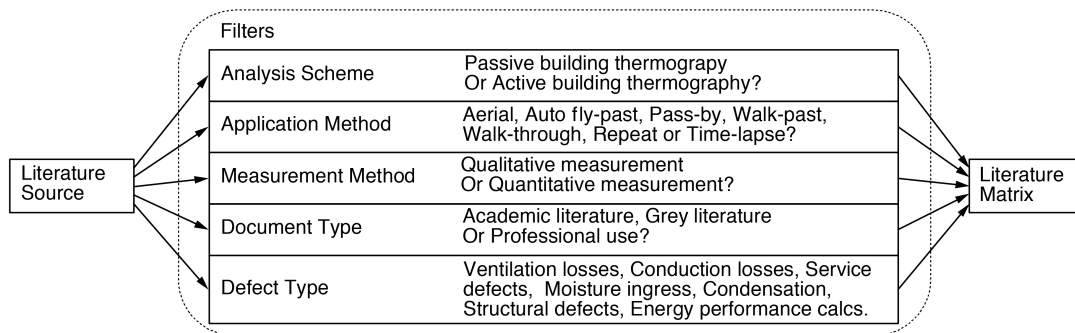 Filters
Literature
Source
Analysis Scheme
Passive building thermograpy
Or Active building thermography?
Application Method
Aerial, Auto fly-past, Pass-by, Walk-past,
Walk-through, Repeat or Time-lapse?
Measurement Method
Qualitative measurement
Or Quantitative measurement?
Document Type
Academic literature, Grey literature
Or Professional use?
Defect Type
Ventilation losses, Conduction losses, Service
defects, Moisture ingress, Condensation,
Structural defects, Energy performance calcs.
Literature
Matrix